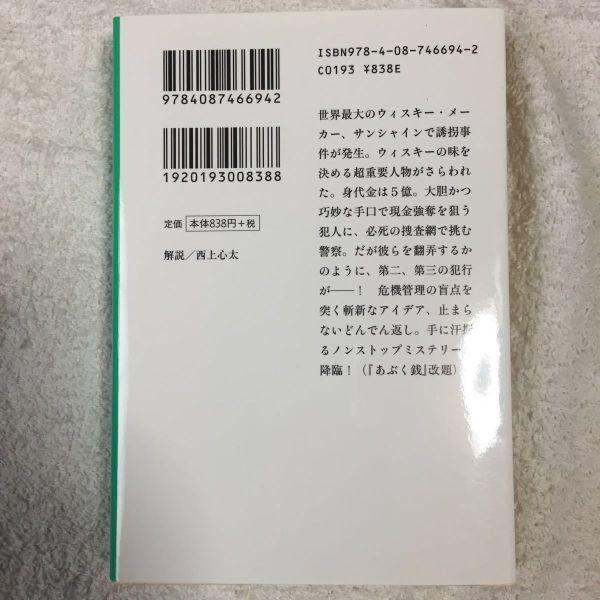 ISBN978-4-08-746694-2
C0193 ¥838E
9784087466942
1920193008388
定価 本体838円+税
解説／西上心太
世界最大のウィスキー・メー
カー、サンシャインで誘拐事
件が発生。ウィスキーの味を
決める超重要人物がさらわれ
た。身代金は5億。大胆かつ
巧妙な手口で現金強奪を狙う
犯人に、必死の捜査網で挑む
警察。だが彼らを翻弄するか
のように、第二、第三の犯行
が——！　危機管理の盲点を
突く斬新なアイデア、止まら
ないどんでん返し。手に汗握
るノンストップミステリー
降臨！（『あぶく銭』改題）